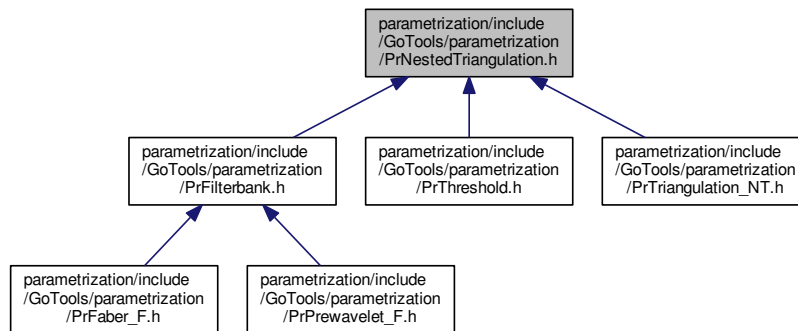 parametrization/include
/GoTools/parametrization
/PrNestedTriangulation.h
parametrization/include
/GoTools/parametrization
/PrFilterbank.h
parametrization/include
/GoTools/parametrization
/PrThreshold.h
parametrization/include
/GoTools/parametrization
/PrTriangulation_NT.h
parametrization/include
/GoTools/parametrization
/PrFaber_F.h
parametrization/include
/GoTools/parametrization
/PrPrewavelet_F.h